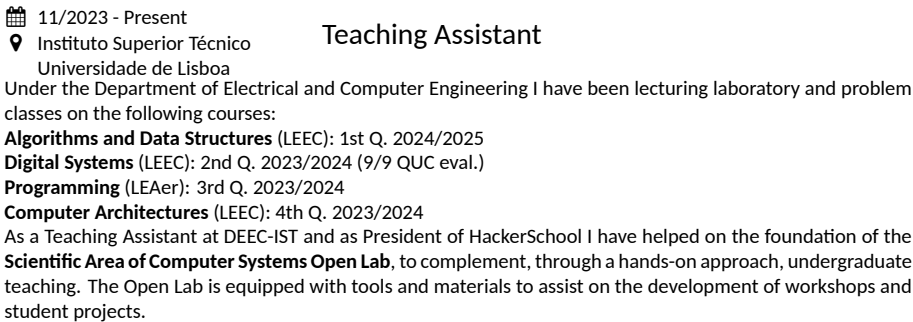 11/2023 - Present
Instituto Superior Técnico
Universidade de Lisboa
Teaching Assistant
Under the Department of Electrical and Computer Engineering I have been lecturing laboratory and problem
classes on the following courses:
Algorithms and Data Structures (LEEC): 1st Q. 2024/2025
Digital Systems (LEEC): 2nd Q. 2023/2024 (9/9 QUC eval.)
Programming (LEAer): 3rd Q. 2023/2024
Computer Architectures (LEEC): 4th Q. 2023/2024
As a Teaching Assistant at DEEC-IST and as President of HackerSchool I have helped on the foundation of the
Scientific Area of Computer Systems Open Lab, to complement, through a hands-on approach, undergraduate
teaching. The Open Lab is equipped with tools and materials to assist on the development of workshops and
student projects.